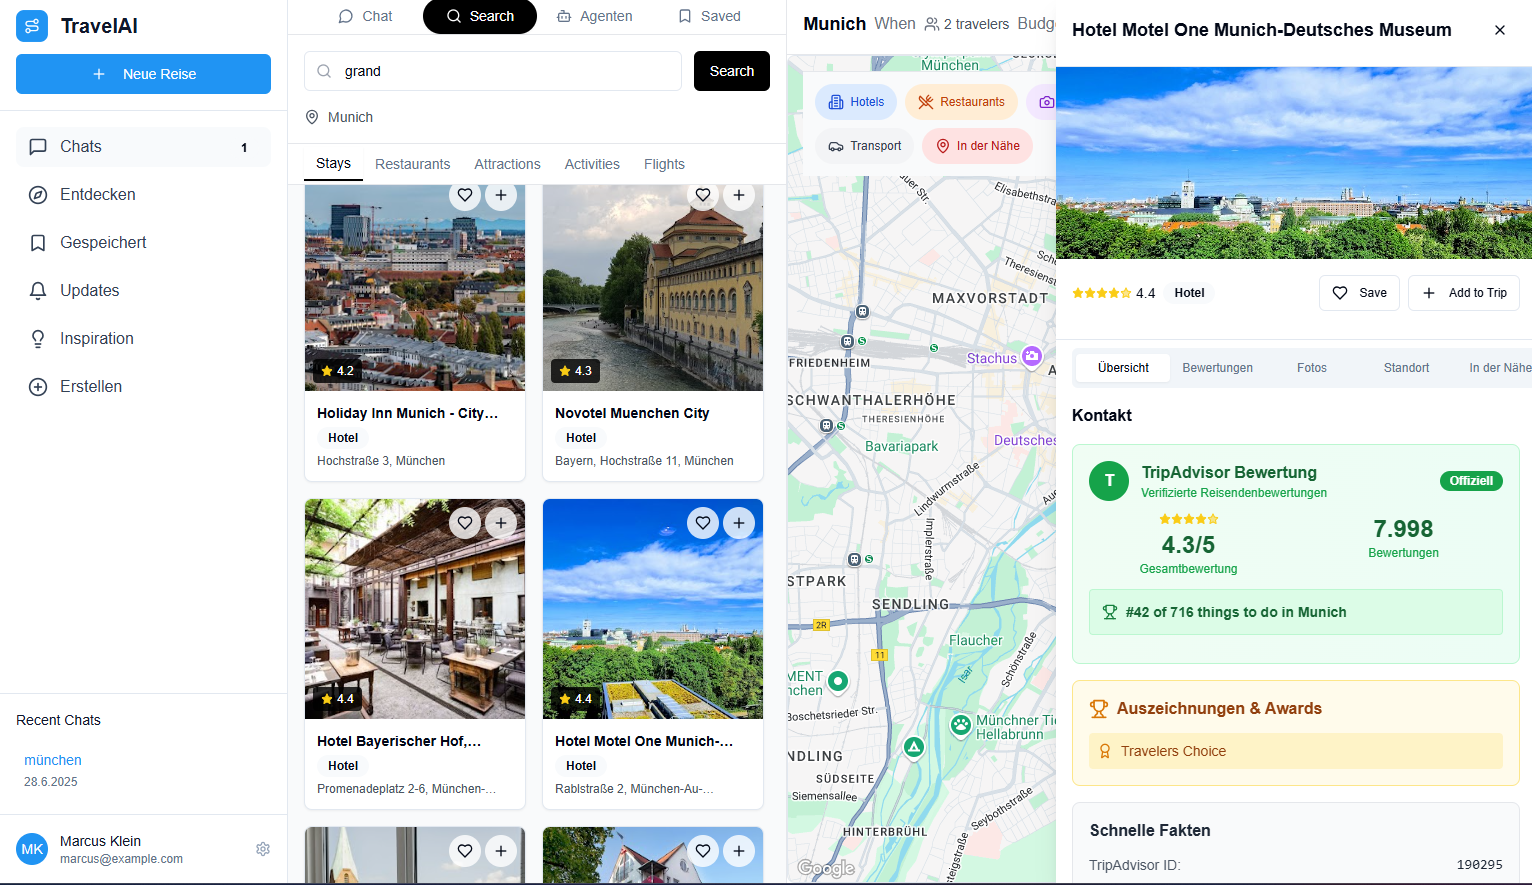 TravelAI
Neue Reise
Chats 1
Entdecken
Gespeichert
Updates
Inspiration
Erstellen
Recent Chats
münchen
28.6.2025
MK
Marcus Klein
marcus@example.com
Chat Search Agenten Saved
grand Search
Munich
Stays Restaurants Attractions Activities Flights
4.2
Holiday Inn Munich - City...
Hotel
Hochstraße 3, München
4.3
Novotel Muenchen City
Hotel
Bayern, Hochstraße 11, München
4.4
Hotel Bayerischer Hof,...
Hotel
Promenadeplatz 2-6, München-...
4.4
Hotel Motel One Munich-...
Hotel
Rablstraße 2, München-Au-...
Munich When 2 travelers Budg
München
Hotels Restaurants
Transport In der Nähe
Elisabethstra
MAXVORSTADT
Theresienst
Stachus
FRIEDENHEIM
SCHWANTHALERHÖHE
THERESIENHÖHE
Bavariapark
Deutsches
Lindwurmstraße
Implerstraße
STPARK
SENDLING
2R
Flaucher
11
Isar
Schönstraße
MENT
nchen
Boschetsrieder Str.
Münchner Tie
Hellabrunn
NDLING
SÜDSEITE
Siemensallee
Seybothstraße
HINTERBRÜHL
Google
Hotel Motel One Munich-Deutsches Museum
4.4 Hotel Save Add to Trip
Übersicht Bewertungen Fotos Standort In der Nähe
Kontakt
T
TripAdvisor Bewertung
Verifizierte Reisendenbewertungen
Offiziell
4.3/5
Gesamtbewertung
7.998
Bewertungen
#42 of 716 things to do in Munich
Auszeichnungen & Awards
Travelers Choice
Schnelle Fakten
TripAdvisor ID: 190295